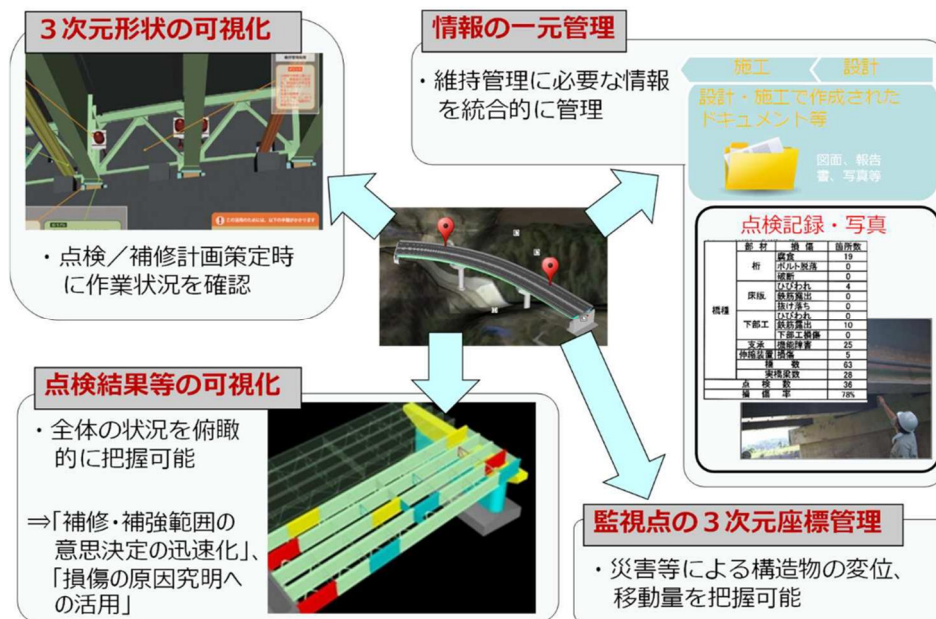 3次元形状の可視化
・点検／補修計画策定時
に作業状況を確認
情報の一元管理
・維持管理に必要な情報
を統合的に管理
施工
設計
設計・施工で作成された
ドキュメント等
図面、報告
書、写真等
点検記録・写真
部材 損傷 箇所数
橋種
桁 腐食 19
ボルト脱落 0
破断 0
床版 ひびわれ 4
鉄筋露出 0
抜け落ち 0
下部工 ひびわれ 0
鉄筋露出 10
下部工損傷 0
支承 機能障害 25
伸縮装置 損傷 5
種数 63
実橋梁数 28
点検数 36
損傷率 78%
点検結果等の可視化
・全体の状況を俯瞰
的に把握可能
⇒「補修・補強範囲の
意思決定の迅速化」、
「損傷の原因究明へ
の活用」
監視点の3次元座標管理
・災害等による構造物の変位、
移動量を把握可能